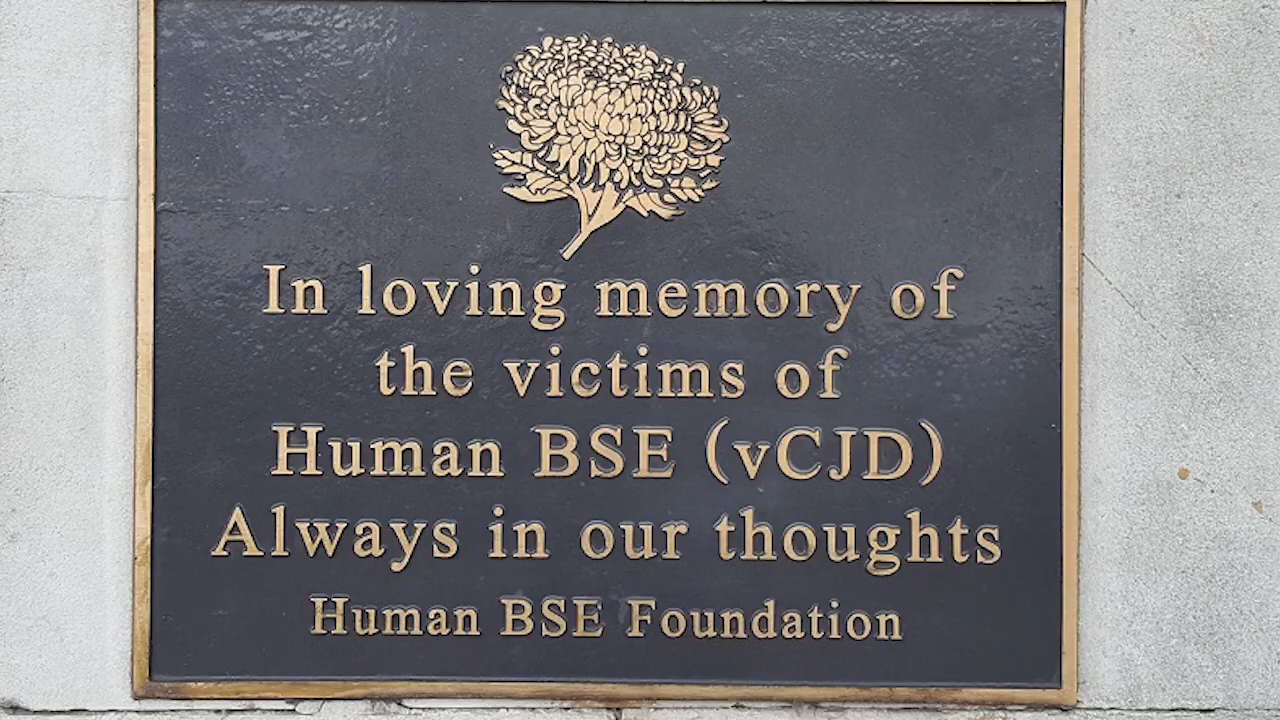 In loving memory of
the victims of
Human BSE (vCJD)
Always in our thoughts
Human BSE Foundation